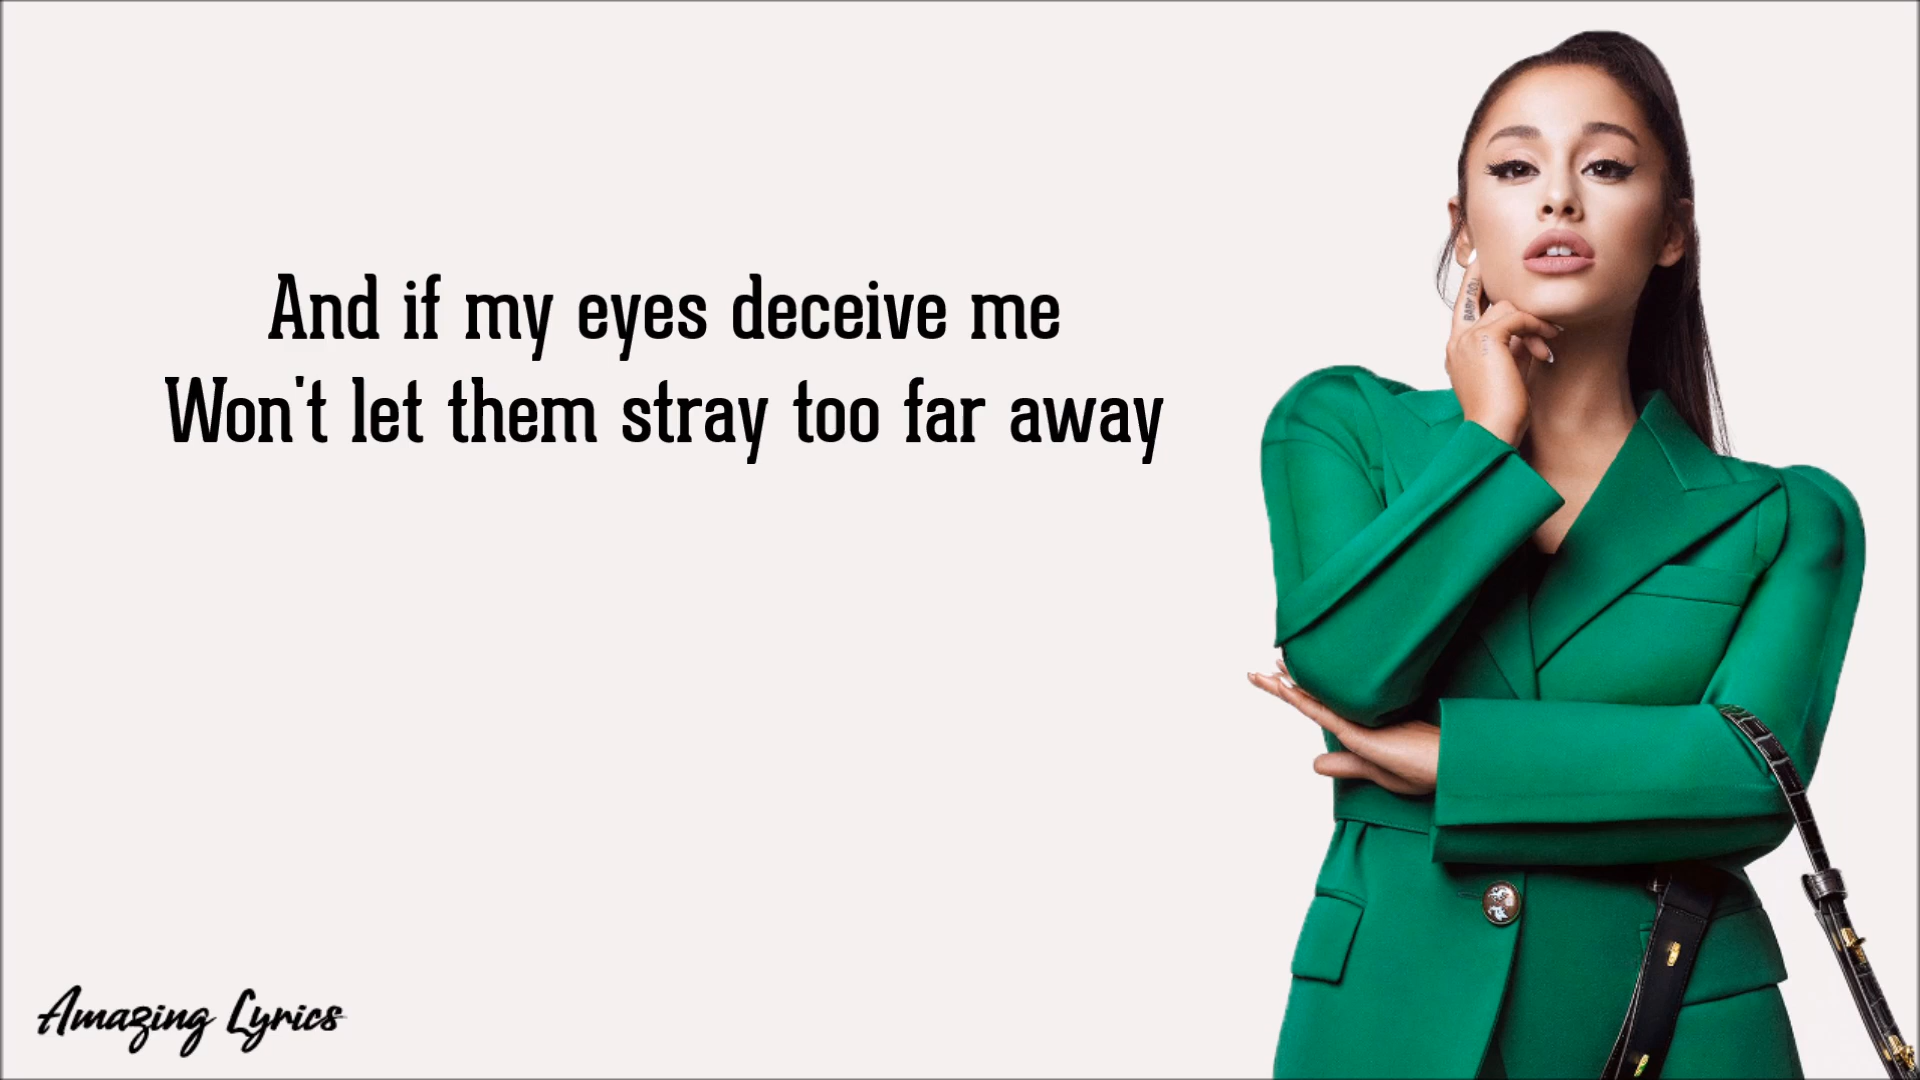 And if my eyes deceive me
Won't let them stray too far away
Amazing Lyrics